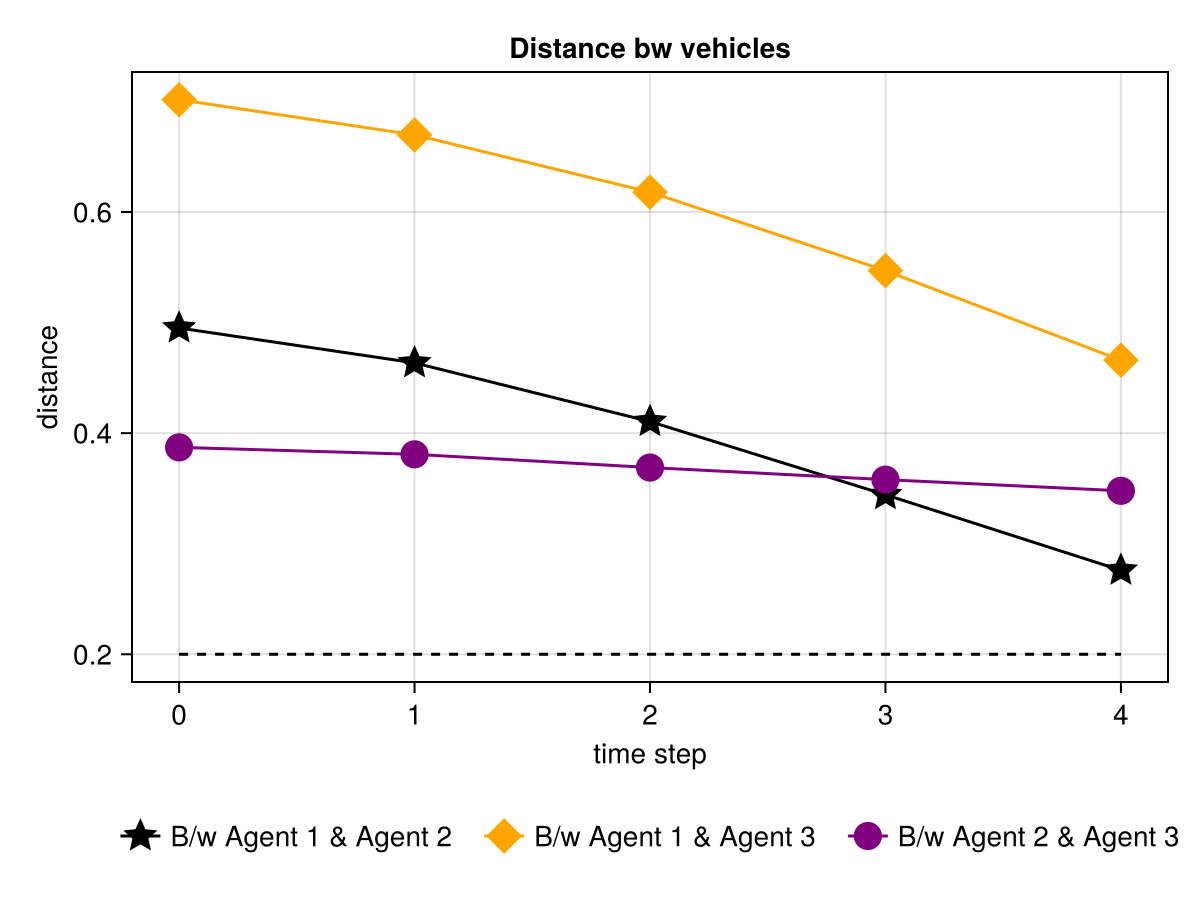 Distance bw vehicles
distance
0.6
0.4
0.2
0 1 2 3 4
time step
B/w Agent 1 & Agent 2 B/w Agent 1 & Agent 3 B/w Agent 2 & Agent 3